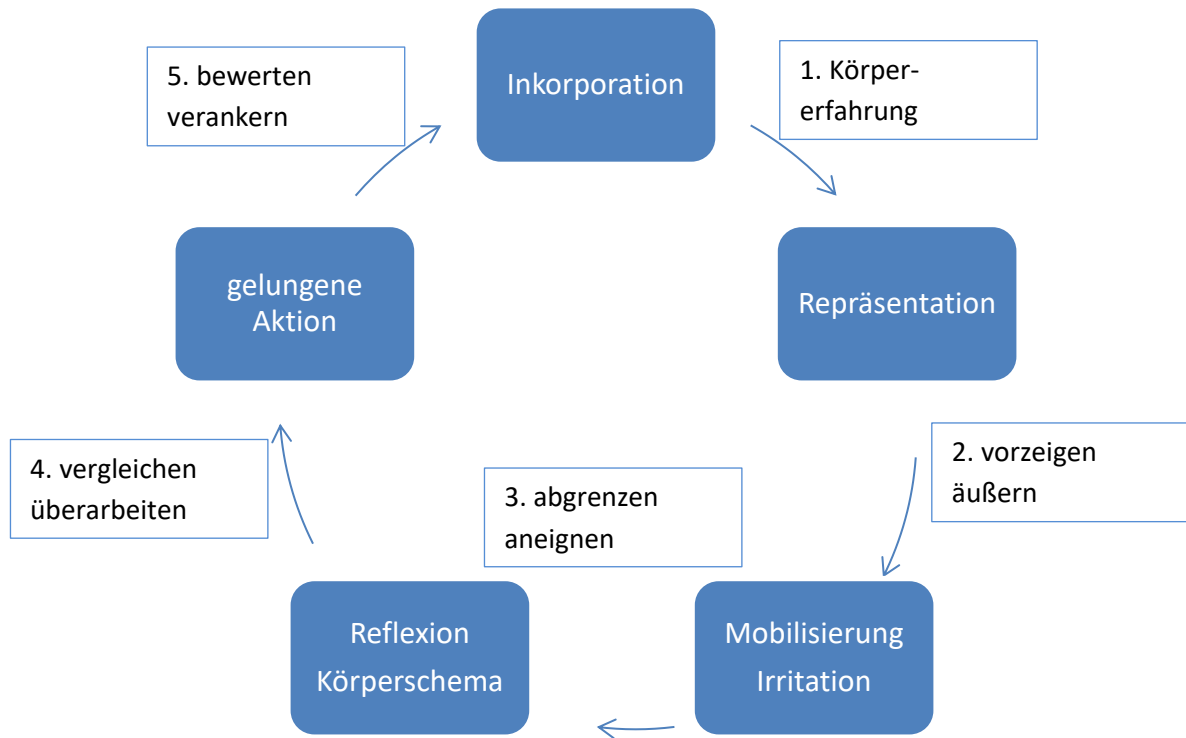 Inkorporation
1. Körper-
erfahrung
Repräsentation
2. vorzeigen
äußern
Mobilisierung
Irritation
3. abgrenzen
aneignen
Reflexion
Körperschema
4. vergleichen
überarbeiten
gelungene
Aktion
5. bewerten
verankern